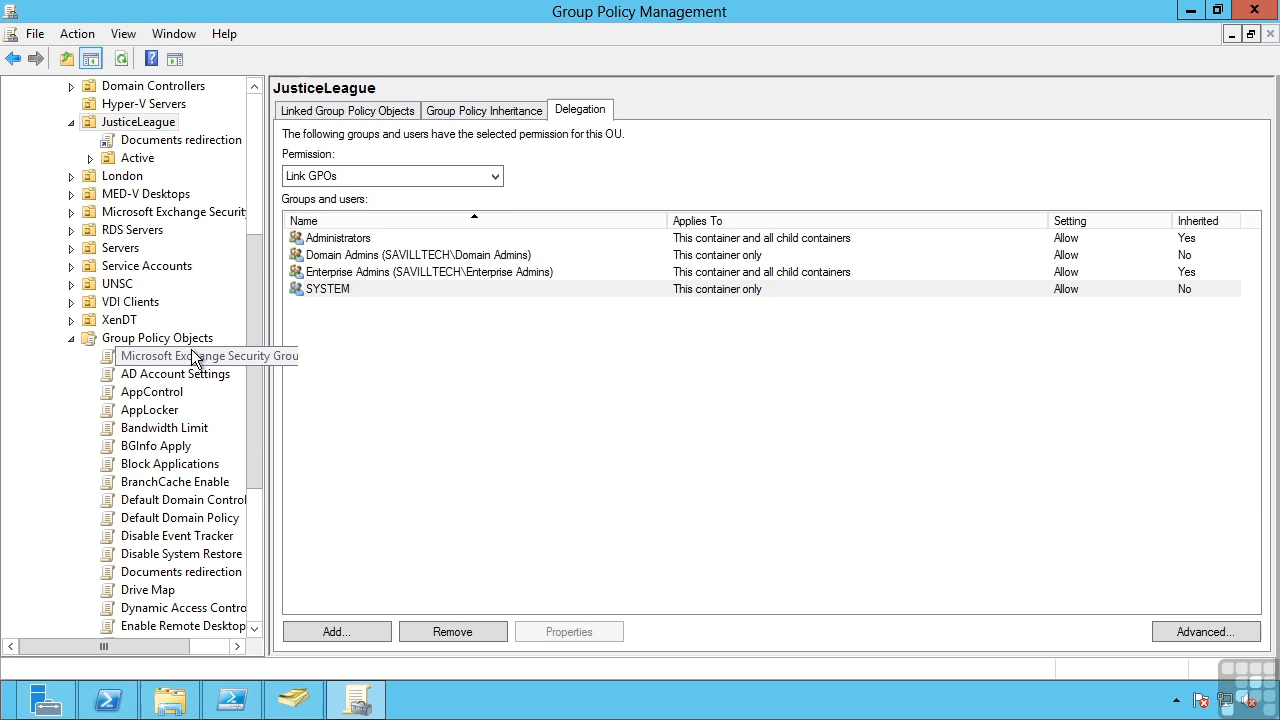 Group Policy Management
File Action View Window Help
Domain Controllers
Hyper-V Servers
JusticeLeague
Documents redirection
Active
London
MED-V Desktops
Microsoft Exchange Securit
RDS Servers
Servers
Service Accounts
UNSC
VDI Clients
XenDT
Group Policy Objects
Microsoft Exchange Security Grou
AD Account Settings
AppControl
AppLocker
Bandwidth Limit
BGInfo Apply
Block Applications
BranchCache Enable
Default Domain Control
Default Domain Policy
Disable Event Tracker
Disable System Restore
Documents redirection
Drive Map
Dynamic Access Contro
Enable Remote Desktop
JusticeLeague
Linked Group Policy Objects Group Policy Inheritance Delegation
The following groups and users have the selected permission for this OU.
Permission:
Link GPOs
Groups and users:
Name Applies To Setting Inherited
Administrators This container and all child containers Allow Yes
Domain Admins (SAVILLTECH\Domain Admins) This container only Allow No
Enterprise Admins (SAVILLTECH\Enterprise Admins) This container and all child containers Allow Yes
SYSTEM This container only Allow No
Add... Remove Properties Advanced...